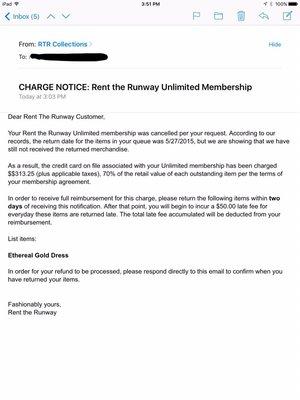 iPad
3:51 PM
100%
Inbox (5)
From: RTR Collections
Hide
To:
CHARGE NOTICE: Rent the Runway Unlimited Membership
Today at 3:03 PM
Dear Rent The Runway Customer,
Your Rent the Runway Unlimited membership was cancelled per your request. According to our
records, the return date for the items in your queue was 5/27/2015, but we are showing that we have
still not received the returned merchandise.
As a result, the credit card on file associated with your Unlimited membership has been charged
$$313.25 (plus applicable taxes), 70% of the retail value of each outstanding item per the terms of
your membership agreement.
In order to receive full reimbursement for this charge, please return the following items within two
days of receiving this notification. After that point, you will begin to incur a $50.00 late fee for
everyday these items are returned late. The total late fee accumulated will be deducted from your
reimbursement.
List items:
Ethereal Gold Dress
In order for your refund to be processed, please respond directly to this email to confirm when you
have returned your items.
Fashionably yours,
Rent the Runway